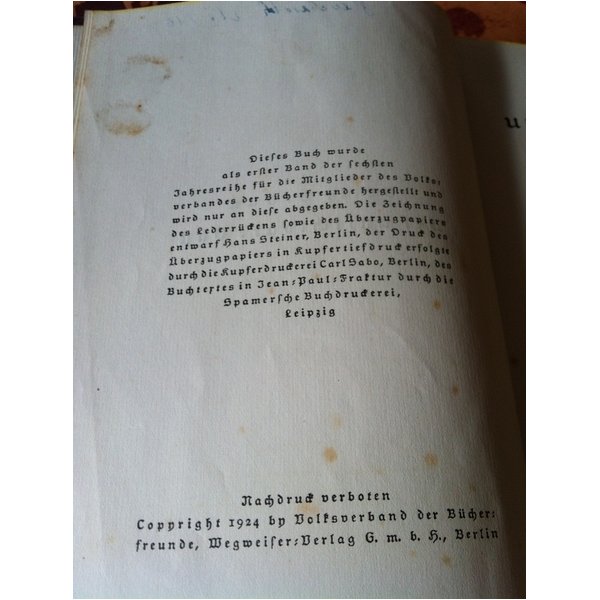 Dieses Buch wurde
als erster Band der sechsten
Jahresreihe für die Mitglieder des Volks-
verbandes der Bücherfreunde hergestellt und
wird nur an diese abgegeben. Die Zeichnung
des Lederrückens sowie des Überzugpapiers
entwarf Hans Steiner, Berlin, der Druck des
Überzugpapiers in Kupfertiefdruck erfolgte
durch die Kupferdruckerei Carl Sabo, Berlin, des
Buchtextes in Jean-Paul-Fraktur durch die
Spamersche Buchdruckerei,
Leipzig
Nachdruck verboten
Copyright 1924 by Volksverband der Bücher-
freunde, Wegweiser-Verlag G. m. b. H., Berlin